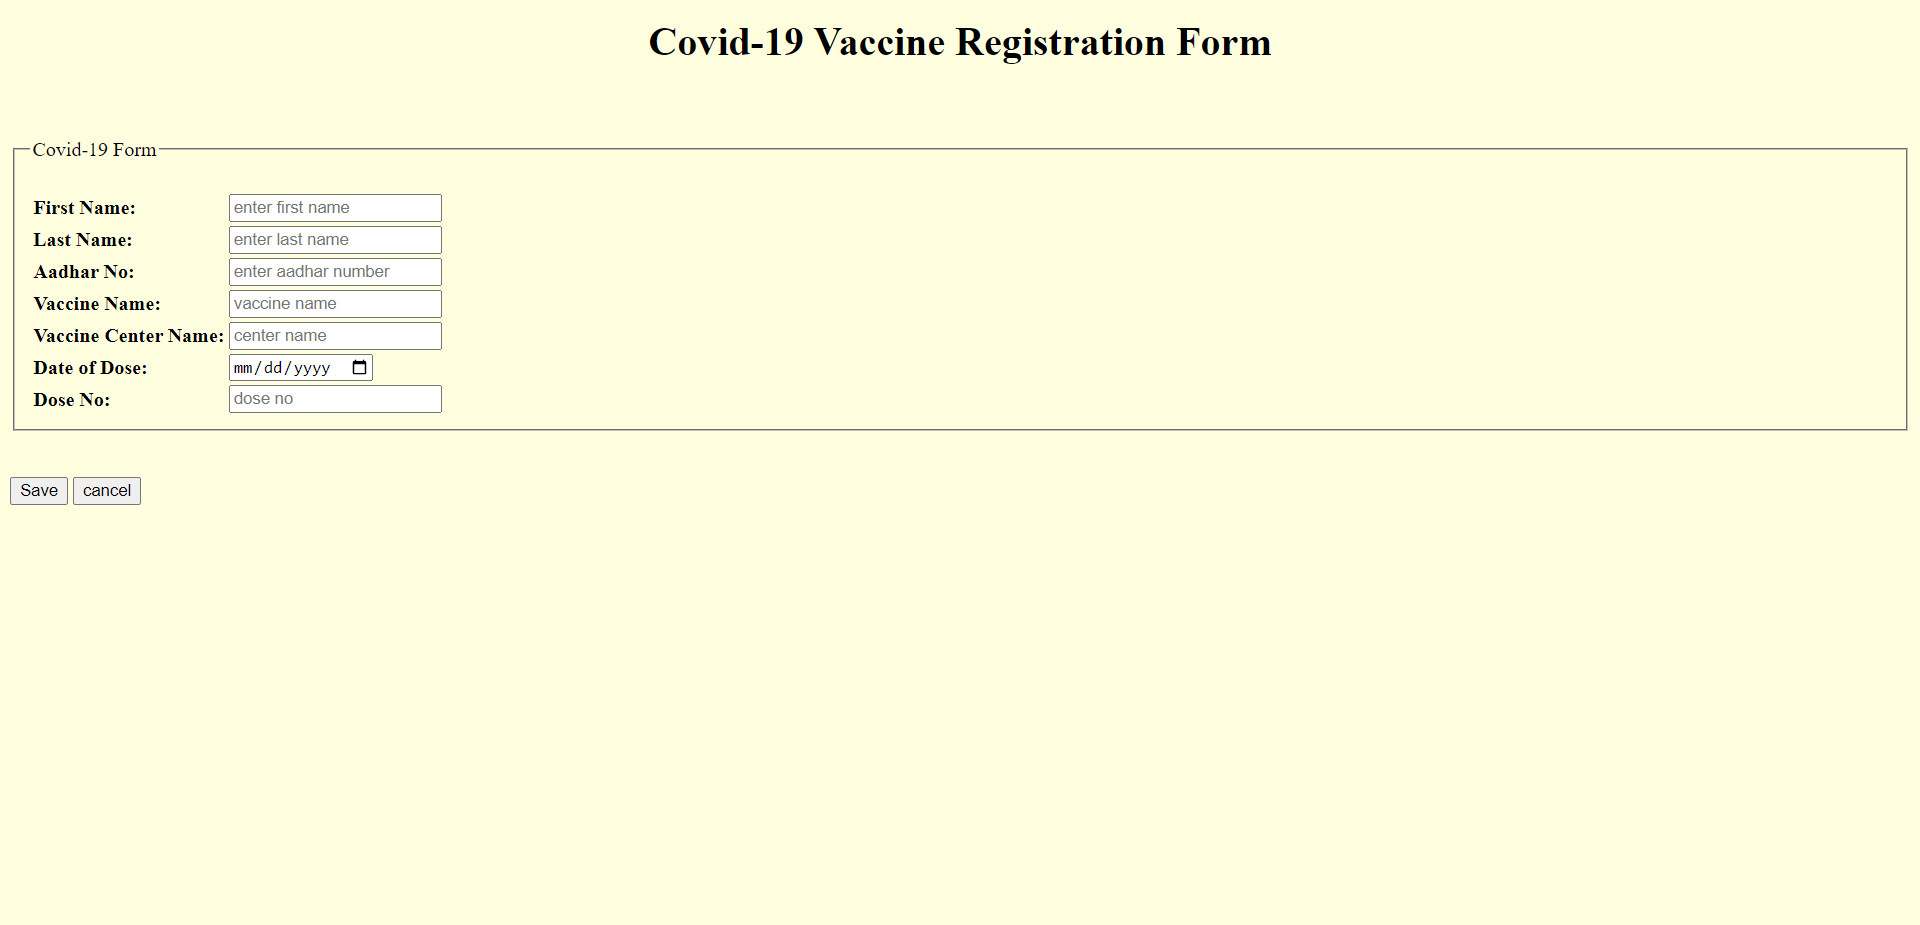 Covid-19 Vaccine Registration Form
Covid-19 Form
First Name: enter first name
Last Name: enter last name
Aadhar No: enter aadhar number
Vaccine Name: vaccine name
Vaccine Center Name: center name
Date of Dose: mm/dd/yyyy
Dose No: dose no
Save cancel